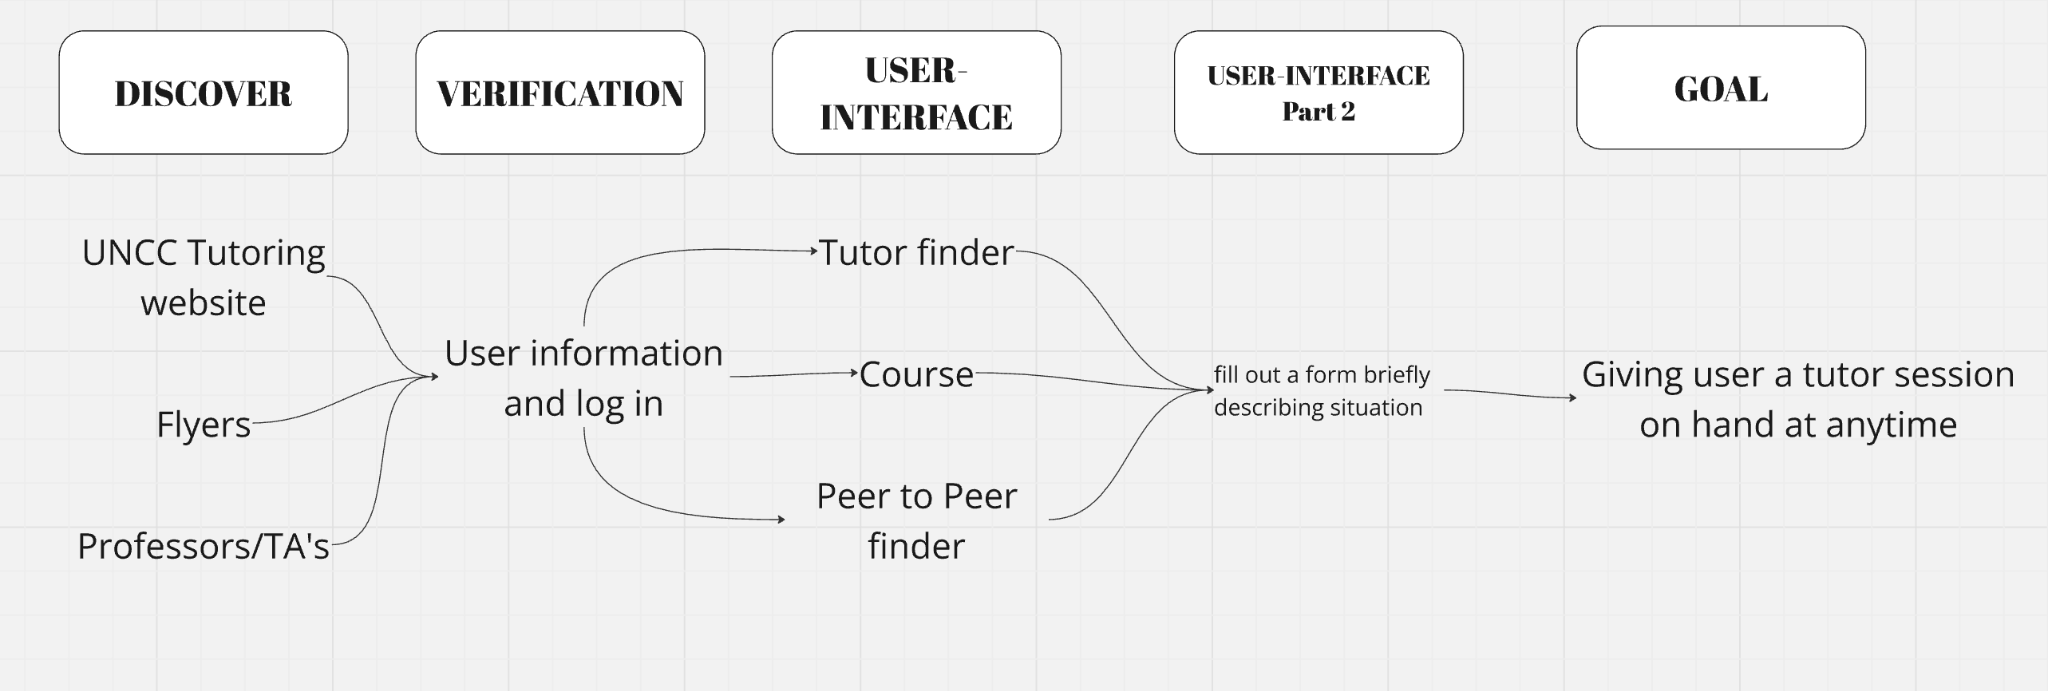 DISCOVER
VERIFICATION
USER-
INTERFACE
USER-INTERFACE
Part 2
GOAL
UNCC Tutoring
website
Flyers
Professors/TA's
User information
and log in
Tutor finder
Course
Peer to Peer
finder
fill out a form briefly
describing situation
Giving user a tutor session
on hand at anytime